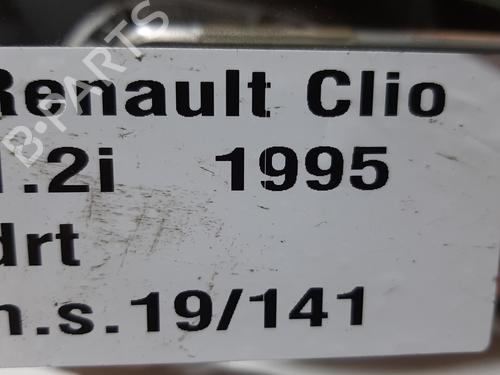 Renault Clio
1.2i 1995
drt
n.s.19/141
B-PARTS